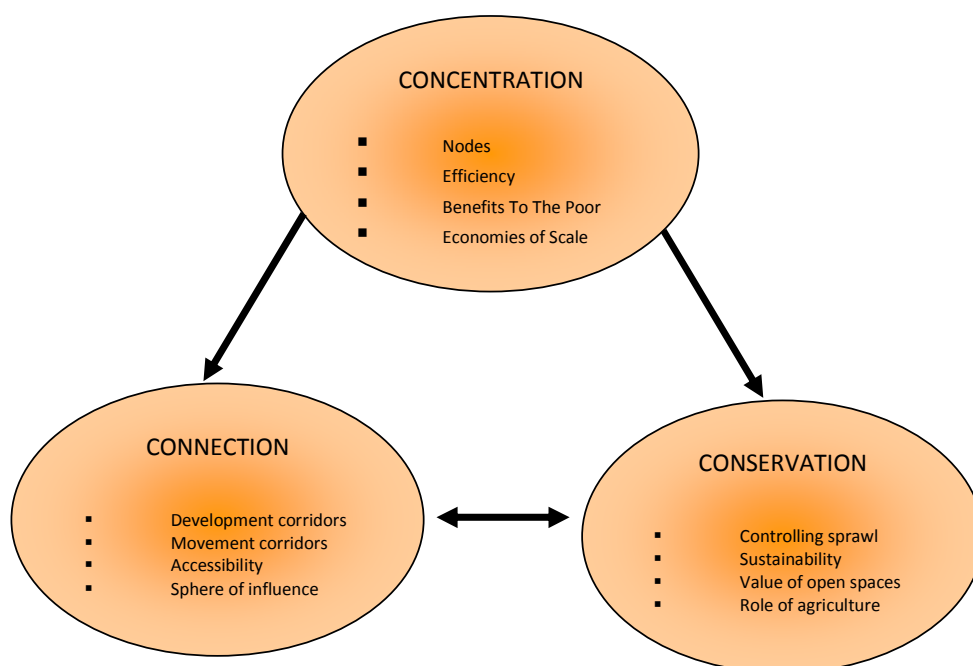 CONCENTRATION
▪ Nodes
▪ Efficiency
▪ Benefits To The Poor
▪ Economies of Scale
CONNECTION
▪ Development corridors
▪ Movement corridors
▪ Accessibility
▪ Sphere of influence
CONSERVATION
▪ Controlling sprawl
▪ Sustainability
▪ Value of open spaces
▪ Role of agriculture